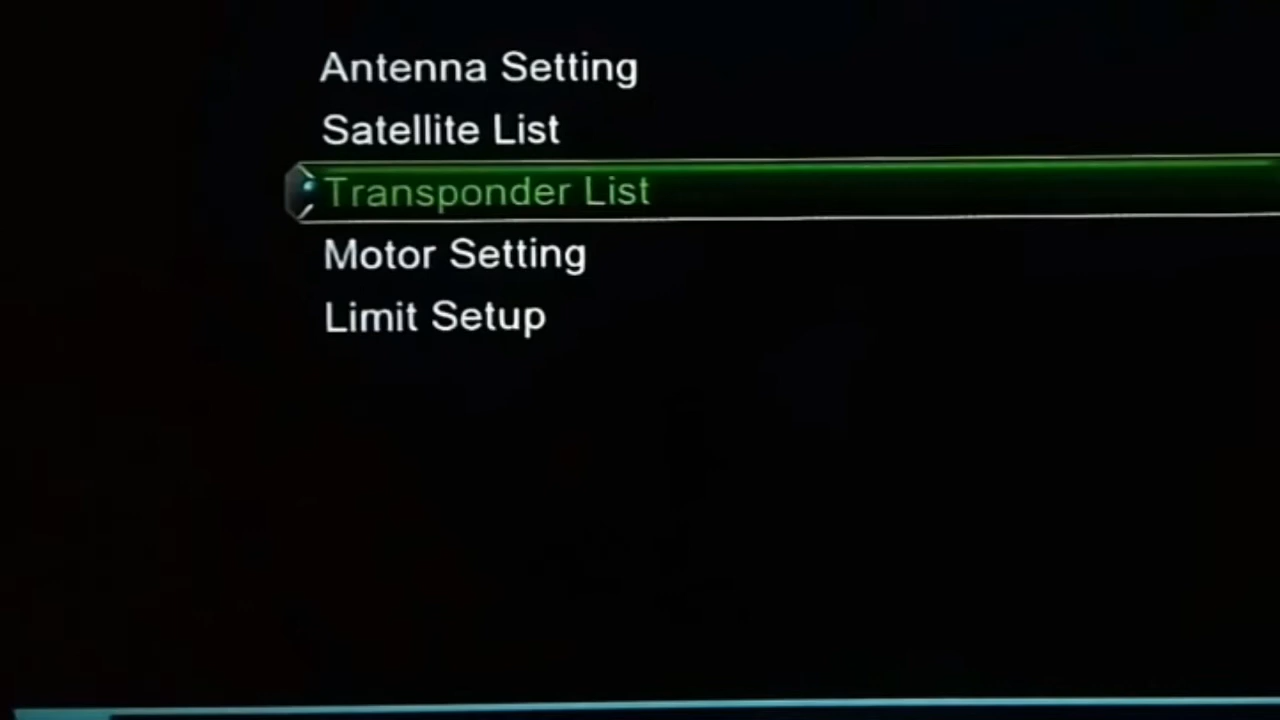 Antenna Setting
Satellite List
Transponder List
Motor Setting
Limit Setup